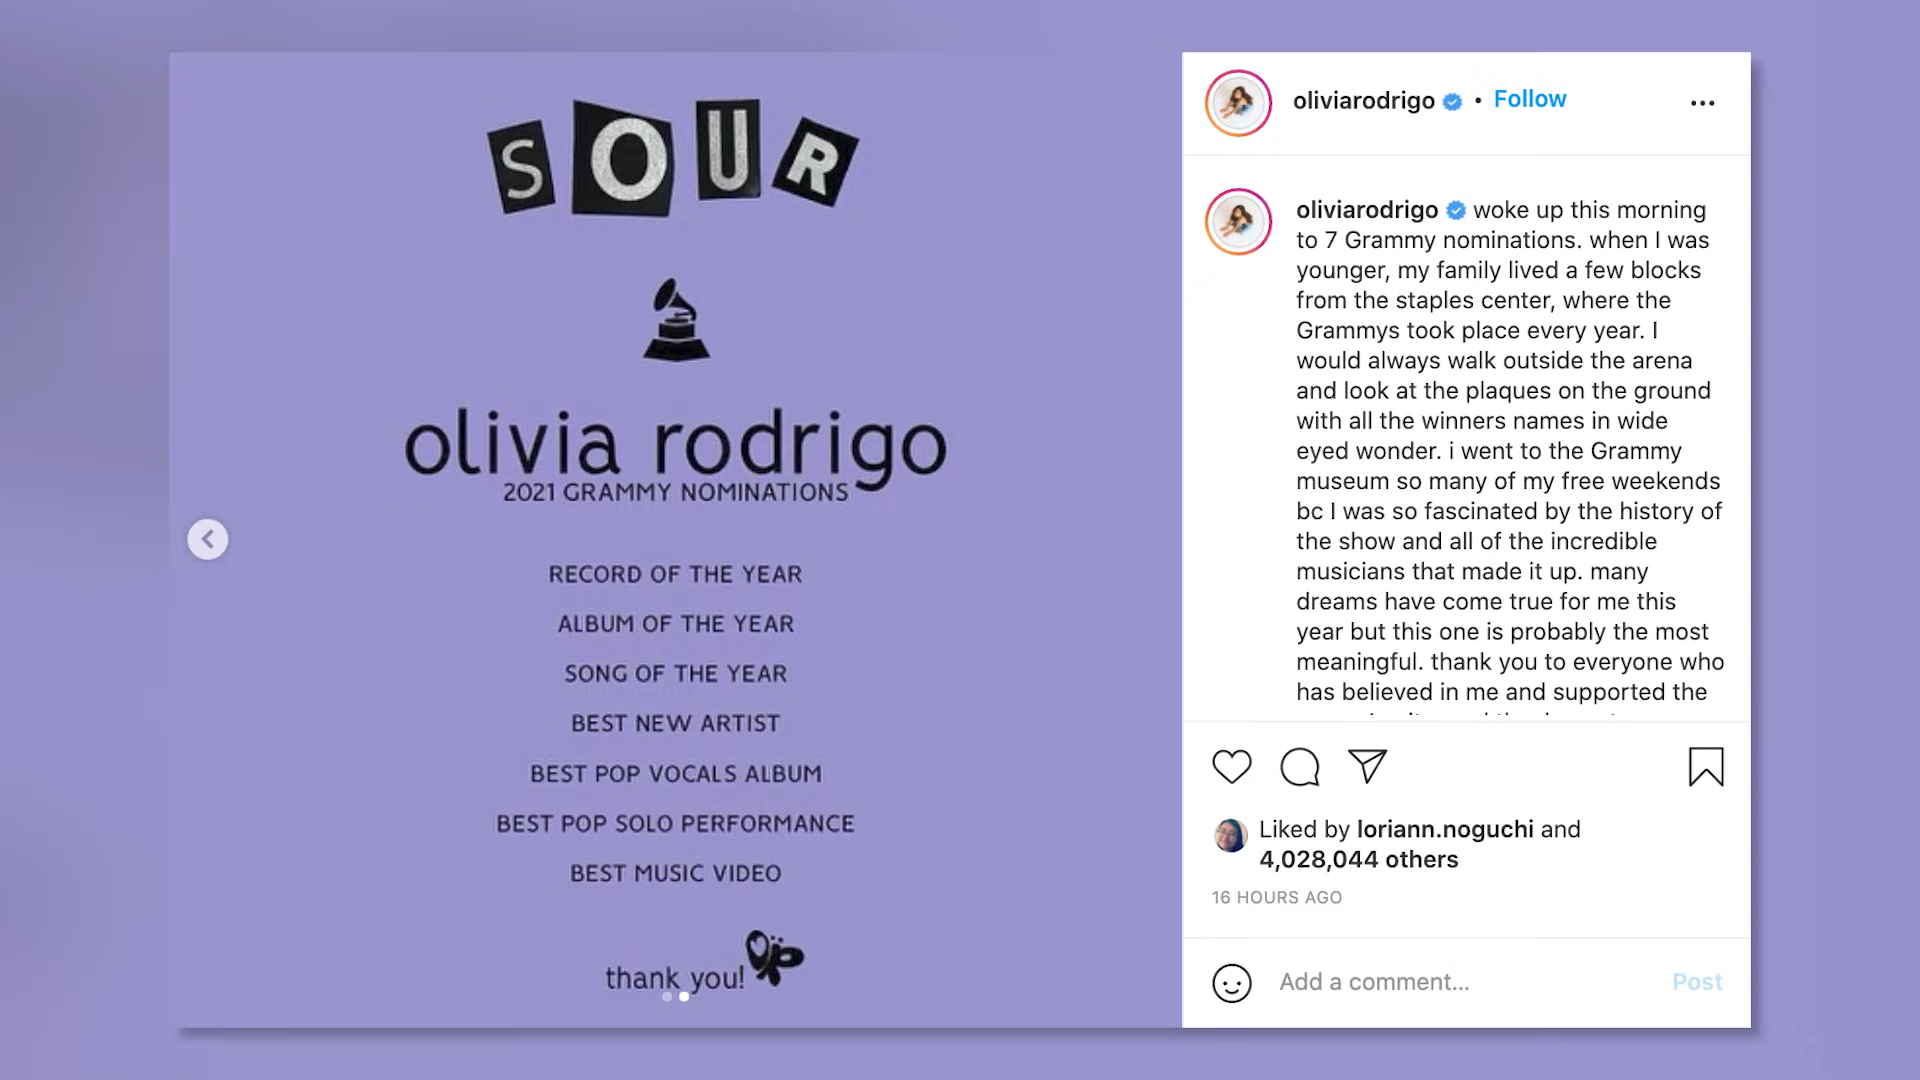 SOUR
olivia rodrigo
2021 GRAMMY NOMINATIONS
RECORD OF THE YEAR
ALBUM OF THE YEAR
SONG OF THE YEAR
BEST NEW ARTIST
BEST POP VOCALS ALBUM
BEST POP SOLO PERFORMANCE
BEST MUSIC VIDEO
thank you!
oliviarodrigo • Follow
oliviarodrigo woke up this morning
to 7 Grammy nominations. when I was
younger, my family lived a few blocks
from the staples center, where the
Grammys took place every year. I
would always walk outside the arena
and look at the plaques on the ground
with all the winners names in wide
eyed wonder. i went to the Grammy
museum so many of my free weekends
bc I was so fascinated by the history of
the show and all of the incredible
musicians that made it up. many
dreams have come true for me this
year but this one is probably the most
meaningful. thank you to everyone who
has believed in me and supported the
Liked by loriann.noguchi and
4,028,044 others
16 HOURS AGO
Add a comment...
Post